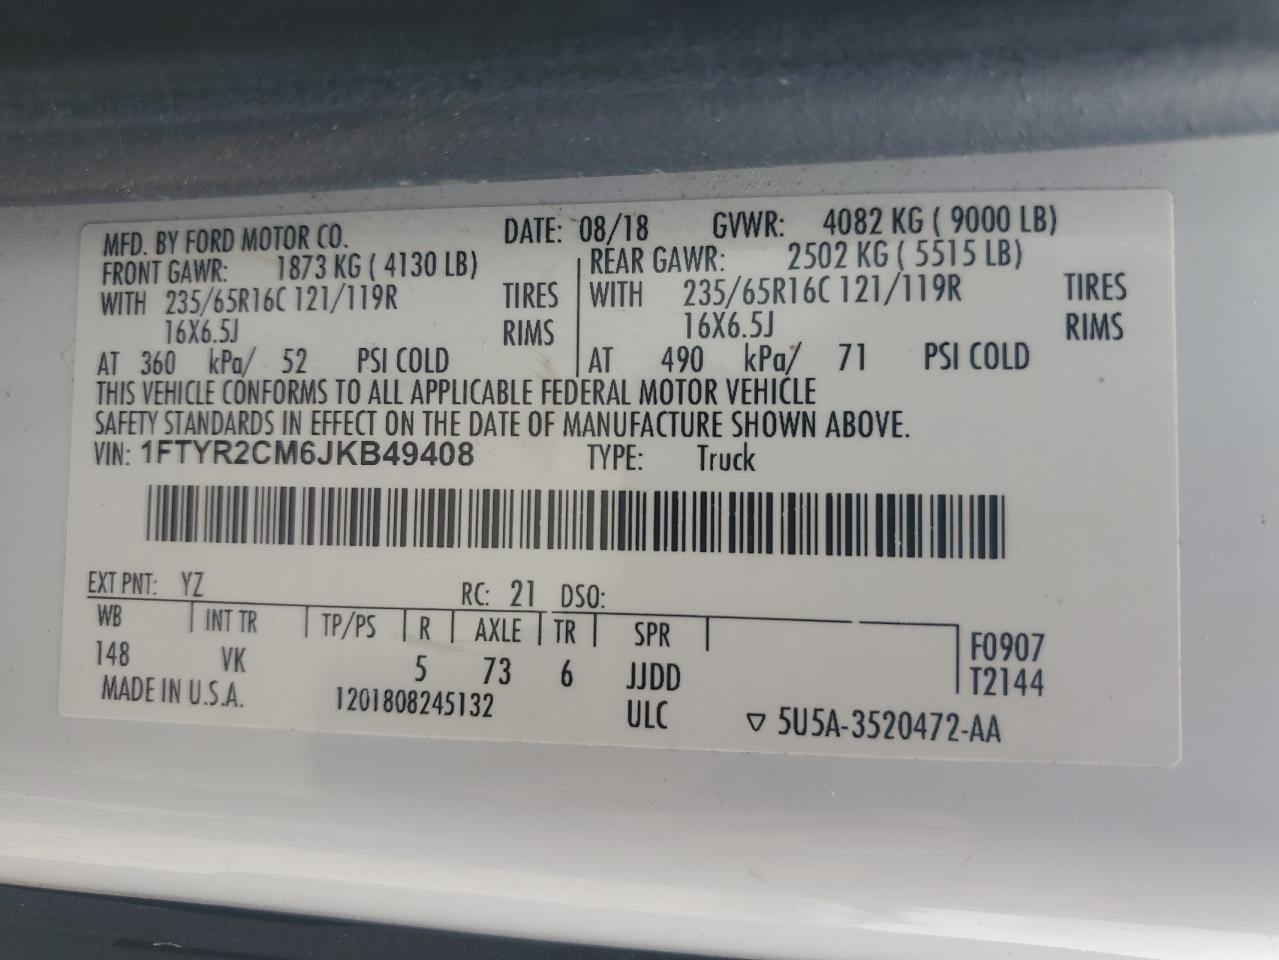 MFD. BY FORD MOTOR CO. DATE: 08/18 GVWR: 4082 KG ( 9000 LB)
FRONT GAWR: 1873 KG ( 4130 LB) REAR GAWR: 2502 KG ( 5515 LB)
WITH 235/65R16C 121/119R TIRES WITH 235/65R16C 121/119R TIRES
16X6.5J RIMS 16X6.5J RIMS
AT 360 kPa/ 52 PSI COLD AT 490 kPa/ 71 PSI COLD
THIS VEHICLE CONFORMS TO ALL APPLICABLE FEDERAL MOTOR VEHICLE
SAFETY STANDARDS IN EFFECT ON THE DATE OF MANUFACTURE SHOWN ABOVE.
VIN: 1FTYR2CM6JKB49408 TYPE: Truck
EXT PNT: YZ RC: 21 DSO:
WB INT TR TP/PS R AXLE TR SPR F0907
148 VK 5 73 6 JJDD T2144
MADE IN U.S.A. 1201808245132 ULC ▽ 5U5A-3520472-AA